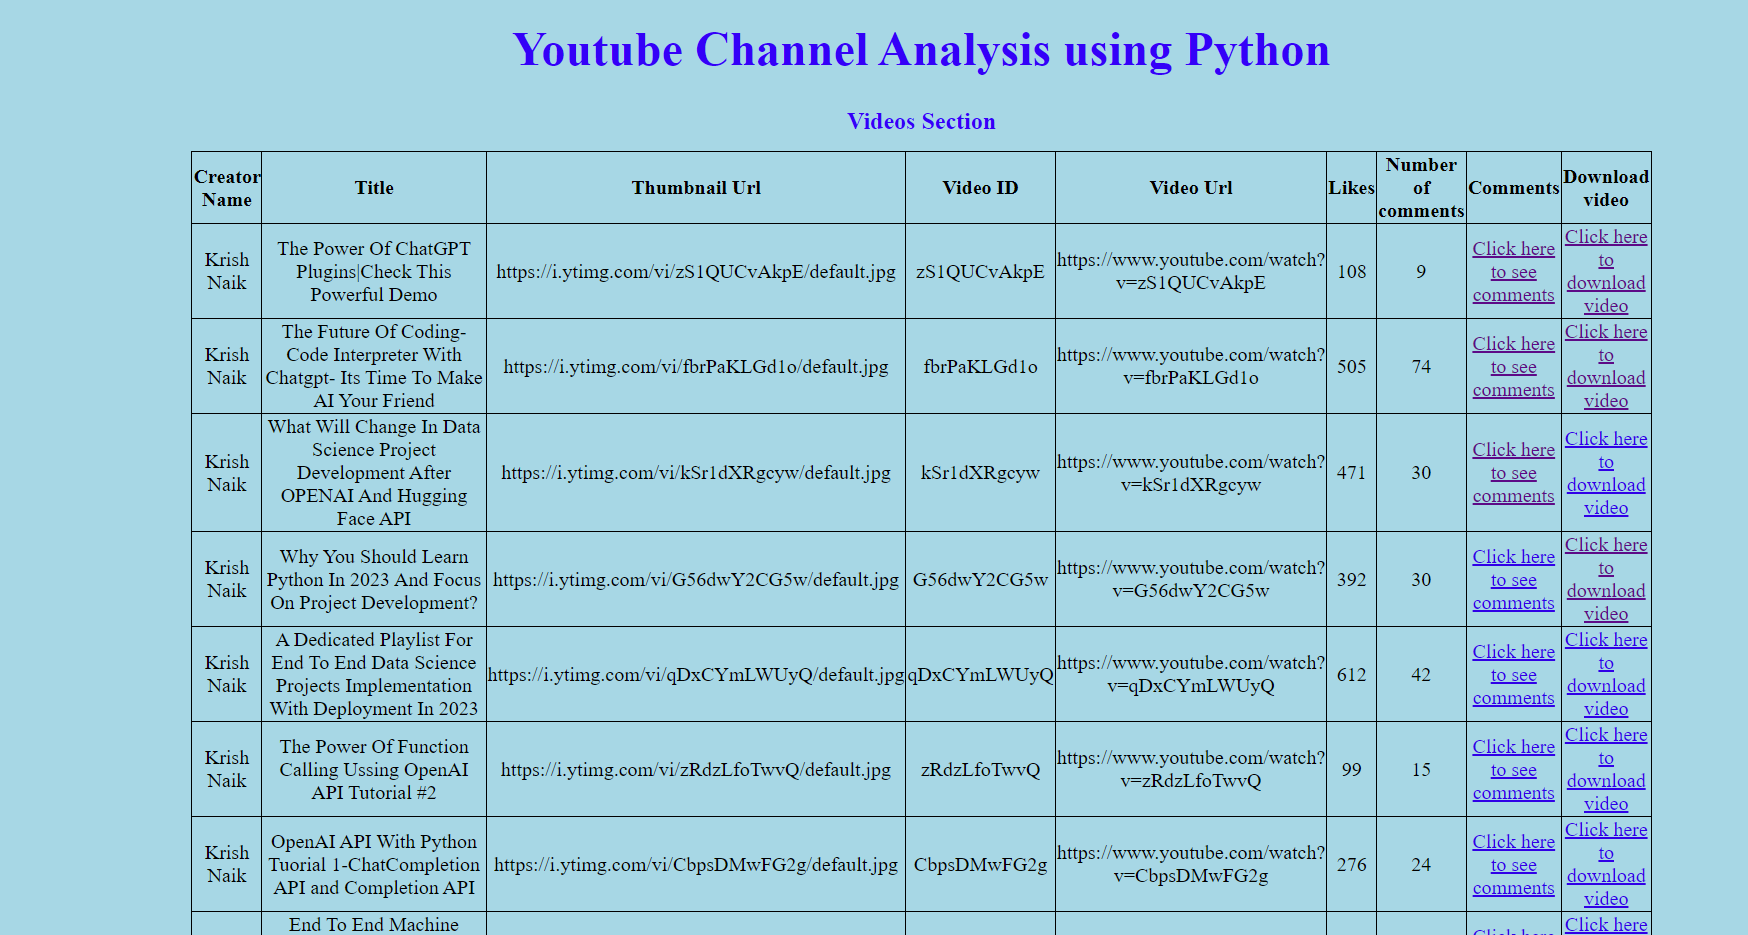 Youtube Channel Analysis using Python
Videos Section
Creator
Name
Title
Thumbnail Url
Video ID
Video Url
Likes
Number
of
comments
Comments
Download
video
Krish
Naik
The Power Of ChatGPT
Plugins|Check This
Powerful Demo
https://i.ytimg.com/vi/zS1QUCvAkpE/default.jpg
zS1QUCvAkpE
https://www.youtube.com/watch?
v=zS1QUCvAkpE
108
9
Click here
to see
comments
Click here
to
download
video
Krish
Naik
The Future Of Coding-
Code Interpreter With
Chatgpt- Its Time To Make
AI Your Friend
https://i.ytimg.com/vi/fbrPaKLGd1o/default.jpg
fbrPaKLGd1o
https://www.youtube.com/watch?
v=fbrPaKLGd1o
505
74
Click here
to see
comments
Click here
to
download
video
Krish
Naik
What Will Change In Data
Science Project
Development After
OPENAI And Hugging
Face API
https://i.ytimg.com/vi/kSr1dXRgcyw/default.jpg
kSr1dXRgcyw
https://www.youtube.com/watch?
v=kSr1dXRgcyw
471
30
Click here
to see
comments
Click here
to
download
video
Krish
Naik
Why You Should Learn
Python In 2023 And Focus
On Project Development?
https://i.ytimg.com/vi/G56dwY2CG5w/default.jpg
G56dwY2CG5w
https://www.youtube.com/watch?
v=G56dwY2CG5w
392
30
Click here
to see
comments
Click here
to
download
video
Krish
Naik
A Dedicated Playlist For
End To End Data Science
Projects Implementation
With Deployment In 2023
https://i.ytimg.com/vi/qDxCYmLWUyQ/default.jpg
qDxCYmLWUyQ
https://www.youtube.com/watch?
v=qDxCYmLWUyQ
612
42
Click here
to see
comments
Click here
to
download
video
Krish
Naik
The Power Of Function
Calling Ussing OpenAI
API Tutorial #2
https://i.ytimg.com/vi/zRdzLfoTwvQ/default.jpg
zRdzLfoTwvQ
https://www.youtube.com/watch?
v=zRdzLfoTwvQ
99
15
Click here
to see
comments
Click here
to
download
video
Krish
Naik
OpenAI API With Python
Tuorial 1-ChatCompletion
API and Completion API
https://i.ytimg.com/vi/CbpsDMwFG2g/default.jpg
CbpsDMwFG2g
https://www.youtube.com/watch?
v=CbpsDMwFG2g
276
24
Click here
to see
comments
Click here
to
download
video
End To End Machine
Click here
Click here